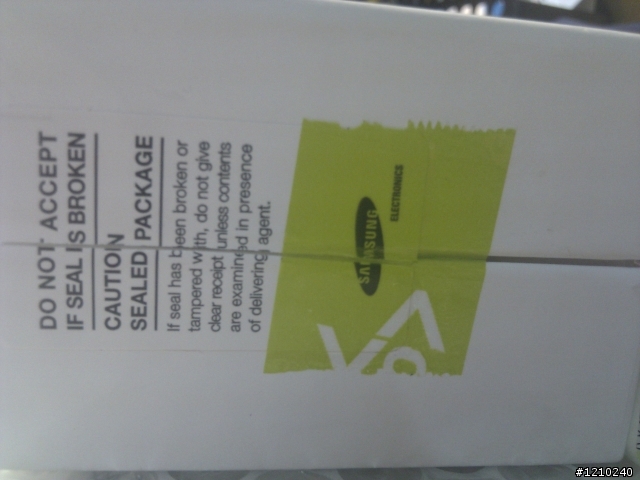 DO NOT ACCEPT
IF SEAL IS BROKEN
CAUTION
SEALED PACKAGE
If seal has been broken or
tampered with, do not give
clear receipt unless contents
are examined in presence
of delivering agent.
SAMSUNG
ELECTRONICS
#1210240